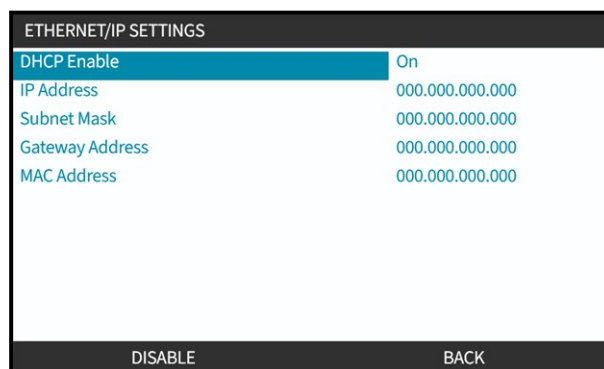 ETHERNET/IP SETTINGS
DHCP Enable On
IP Address 000.000.000.000
Subnet Mask 000.000.000.000
Gateway Address 000.000.000.000
MAC Address 000.000.000.000
DISABLE BACK